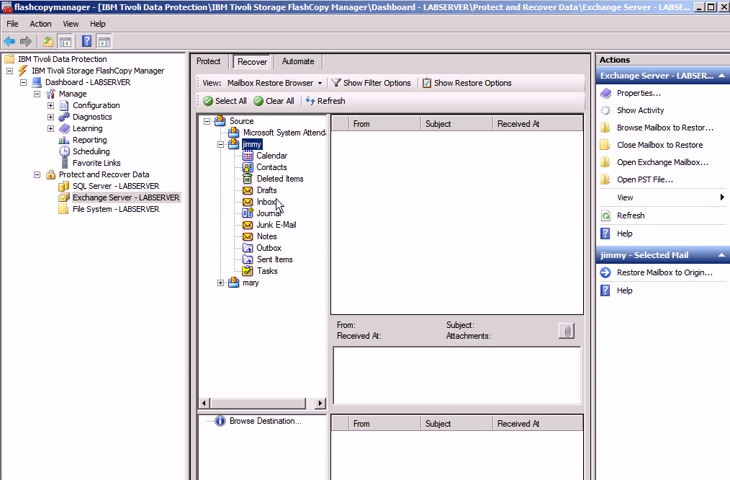 flashcopymanager - [IBM Tivoli Data Protection\IBM Tivoli Storage FlashCopy Manager\Dashboard - LABSERVER\Protect and Recover Data\Exchange Server - LABSE...
File Action View Help
IBM Tivoli Data Protection
IBM Tivoli Storage FlashCopy Manager
Dashboard - LABSERVER
Manage
Configuration
Diagnostics
Learning
Reporting
Scheduling
Favorite Links
Protect and Recover Data
SQL Server - LABSERVER
Exchange Server - LABSERVER
File System - LABSERVER
Protect Recover Automate
View: Mailbox Restore Browser Show Filter Options Show Restore Options
Select All Clear All Refresh
Source
Microsoft System Attend
jimmy
Calendar
Contacts
Deleted Items
Drafts
Inbox
Journal
Junk E-Mail
Notes
Outbox
Sent Items
Tasks
mary
From Subject Received At
From: Subject:
Received At: Attachments:
Browse Destination...
From Subject Received At
Actions
Exchange Server - LABSER...
Properties...
Show Activity
Browse Mailbox to Restor...
Close Mailbox to Restore
Open Exchange Mailbox...
Open PST File...
View
Refresh
Help
jimmy - Selected Mail
Restore Mailbox to Origin...
Help